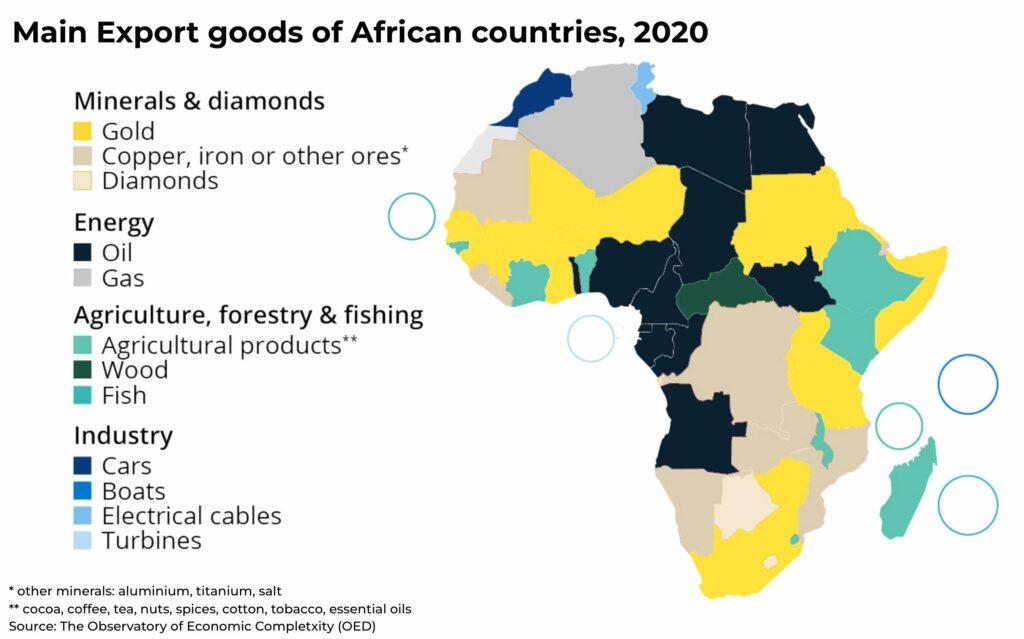 Main Export goods of African countries, 2020
Minerals & diamonds
Gold
Copper, iron or other ores*
Diamonds
Energy
Oil
Gas
Agriculture, forestry & fishing
Agricultural products**
Wood
Fish
Industry
Cars
Boats
Electrical cables
Turbines
* other minerals: aluminium, titanium, salt
** cocoa, coffee, tea, nuts, spices, cotton, tobacco, essential oils
Source: The Observatory of Economic Completxity (OED)